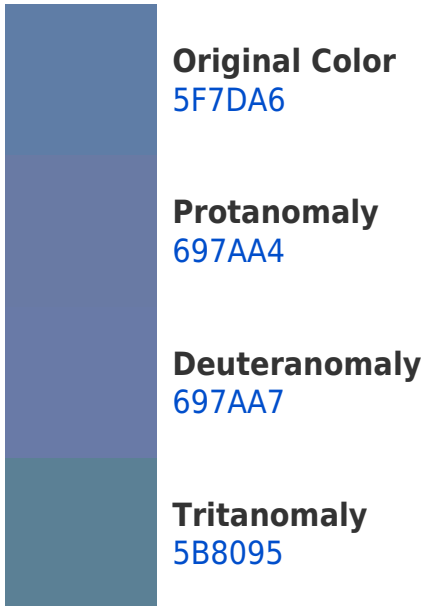 Original Color
5F7DA6
Protanomaly
697AA4
Deuteranomaly
697AA7
Tritanomaly
5B8095